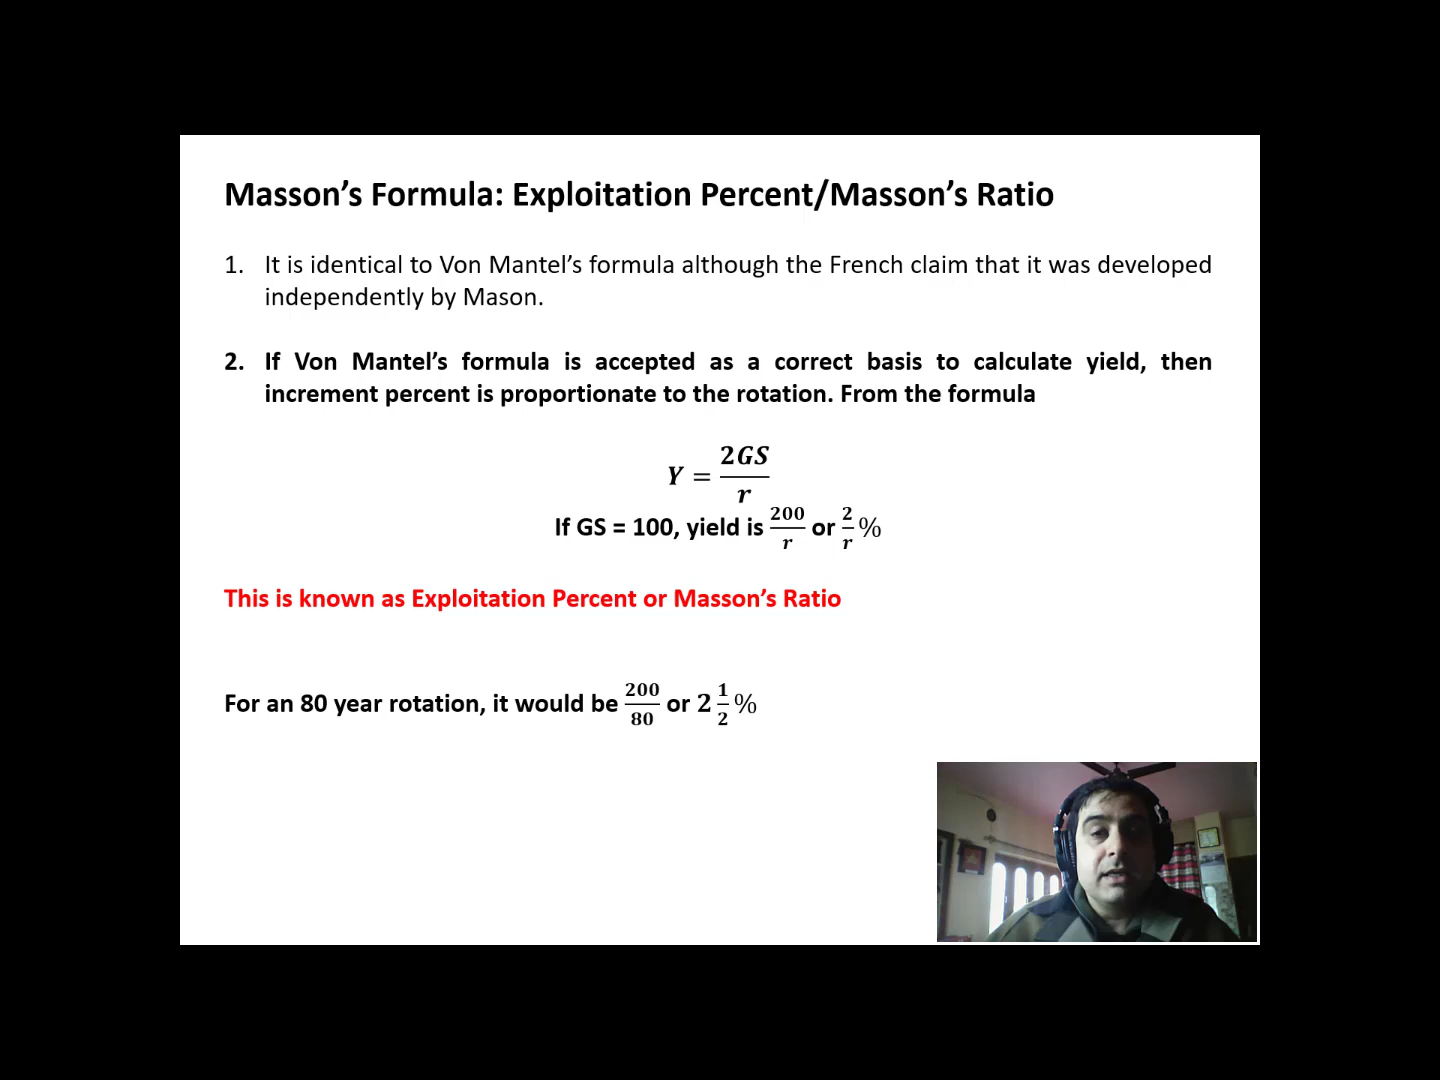 Masson’s Formula: Exploitation Percent/Masson’s Ratio
1. It is identical to Von Mantel’s formula although the French claim that it was developed
independently by Mason.
2. If Von Mantel’s formula is accepted as a correct basis to calculate yield, then
increment percent is proportionate to the rotation. From the formula
Y = 2GS/r
If GS = 100, yield is 200/r or 2/r %
This is known as Exploitation Percent or Masson’s Ratio
For an 80 year rotation, it would be 200/80 or 2 1/2 %